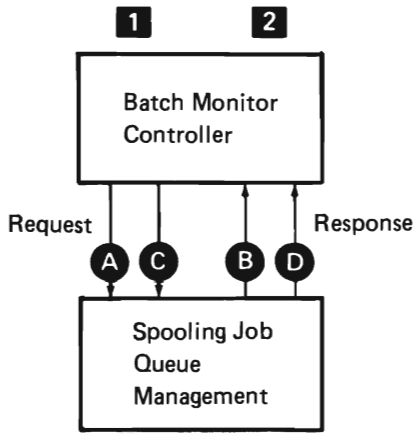 1 2
Batch Monitor
Controller
Request Response
A C B D
Spooling Job
Queue
Management